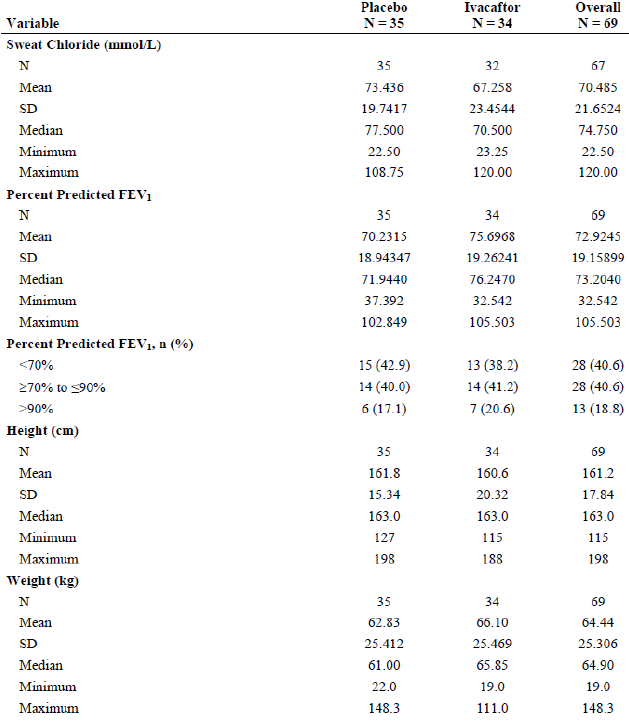 Placebo Ivacaftor Overall
Variable N = 35 N = 34 N = 69
Sweat Chloride (mmol/L)
N 35 32 67
Mean 73.436 67.258 70.485
SD 19.7417 23.4544 21.6524
Median 77.500 70.500 74.750
Minimum 22.50 23.25 22.50
Maximum 108.75 120.00 120.00
Percent Predicted FEV₁
N 35 34 69
Mean 70.2315 75.6968 72.9245
SD 18.94347 19.26241 19.15899
Median 71.9440 76.2470 73.2040
Minimum 37.392 32.542 32.542
Maximum 102.849 105.503 105.503
Percent Predicted FEV₁, n (%)
<70% 15 (42.9) 13 (38.2) 28 (40.6)
≥70% to ≤90% 14 (40.0) 14 (41.2) 28 (40.6)
>90% 6 (17.1) 7 (20.6) 13 (18.8)
Height (cm)
N 35 34 69
Mean 161.8 160.6 161.2
SD 15.34 20.32 17.84
Median 163.0 163.0 163.0
Minimum 127 115 115
Maximum 198 188 198
Weight (kg)
N 35 34 69
Mean 62.83 66.10 64.44
SD 25.412 25.469 25.306
Median 61.00 65.85 64.90
Minimum 22.0 19.0 19.0
Maximum 148.3 111.0 148.3